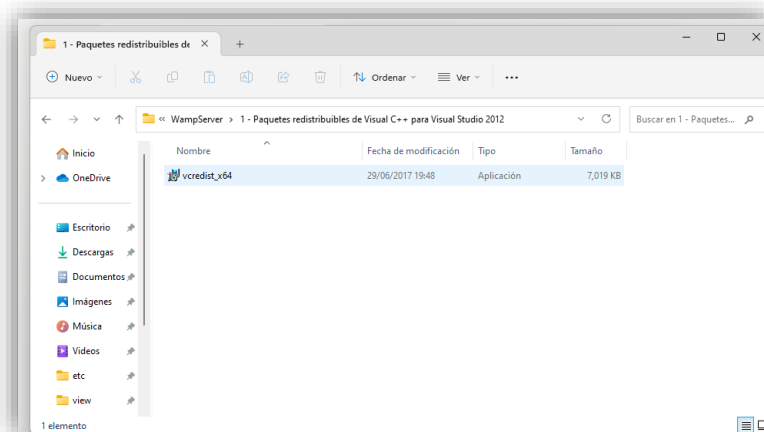 1 - Paquetes redistribuibles de
Nuevo
Ordenar
Ver
« WampServer > 1 - Paquetes redistribuibles de Visual C++ para Visual Studio 2012
Buscar en 1 - Paquetes...
Inicio
OneDrive
Escritorio
Descargas
Documentos
Imágenes
Música
Videos
etc
view
Nombre Fecha de modificación Tipo Tamaño
vcredist_x64 29/06/2017 19:48 Aplicación 7,019 KB
1 elemento